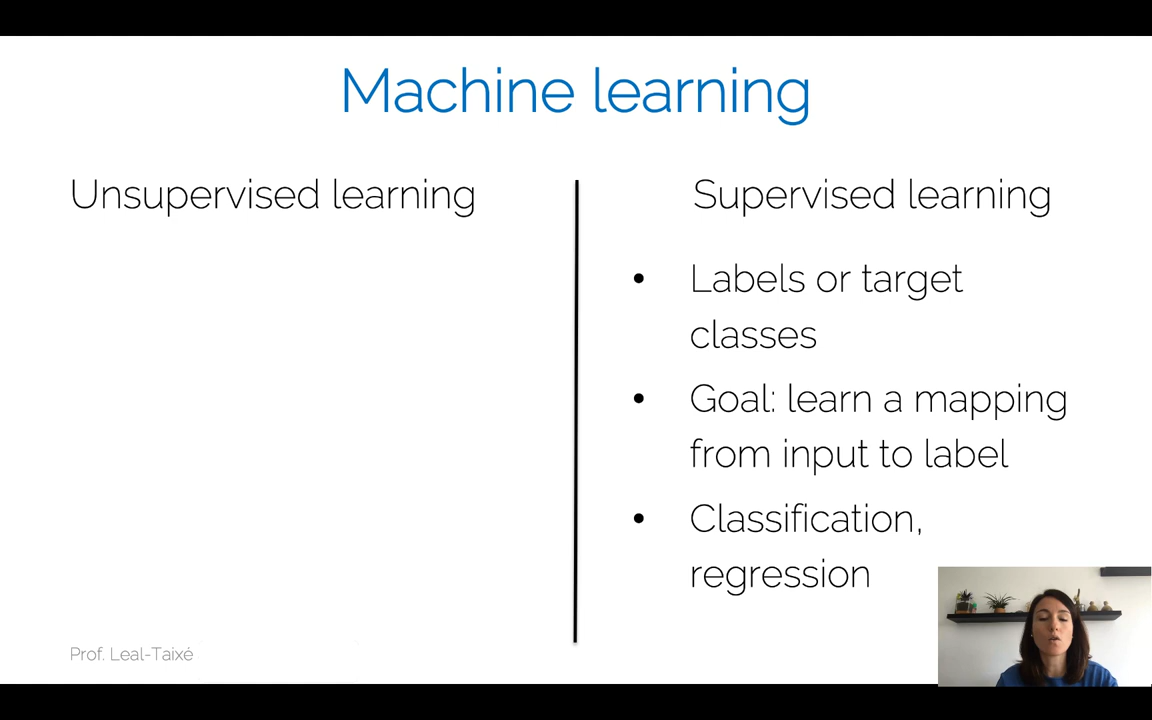 Machine learning
Unsupervised learning
Supervised learning
• Labels or target
classes
• Goal: learn a mapping
from input to label
• Classification,
regression
Prof. Leal-Taixé